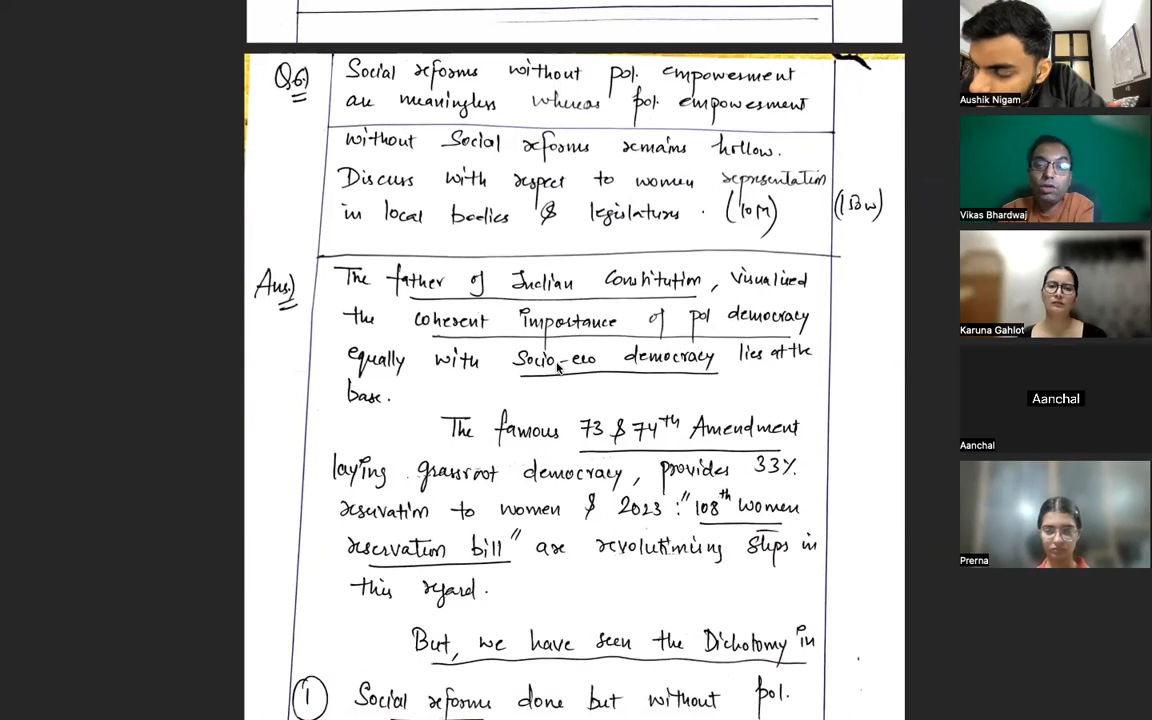 Q6)
Social reforms without pol. empowerment
are meaningless whereas pol. empowerment
without Social reforms remains hollow.
Discuss with respect to women representation
in local bodies & legislatures. (10M) (150w)
Ans:)
The father of Indian Constitution, visualized
the coherent importance of pol democracy
equally with Socio-eco democracy lies at the
base.
The famous 73 & 74th Amendment
laying grassroot democracy, provides 33%
reservation to women & 2023 : "108th women
reservation bill" are revolutining steps in
this regard.
But, we have seen the Dichotomy in
1 Social reforms done but without pol.
Aushik Nigam
Vikas Bhardwaj
Karuna Gahlot
Aanchal
Aanchal
Prerna